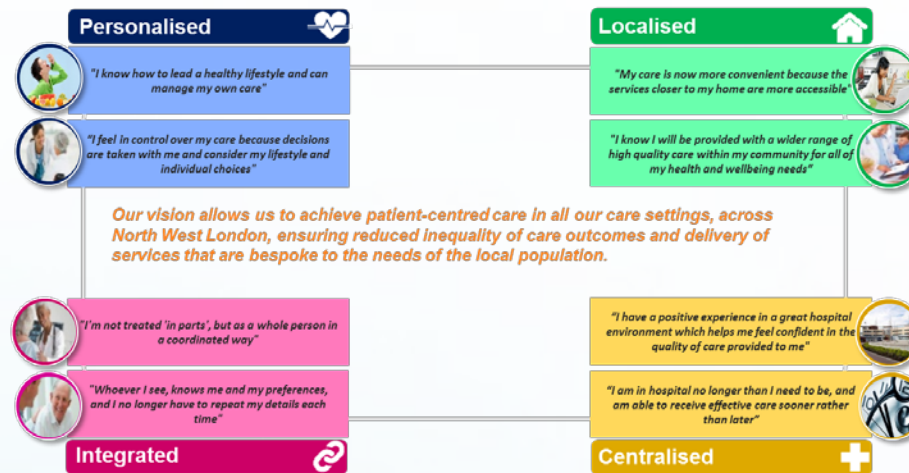 Personalised
"I know how to lead a healthy lifestyle and can
manage my own care"
"I feel in control over my care because decisions
are taken with me and consider my lifestyle and
individual choices"
Localised
"My care is now more convenient because the
services closer to my home are more accessible"
"I know I will be provided with a wider range of
high quality care within my community for all of
my health and wellbeing needs"
Our vision allows us to achieve patient-centred care in all our care settings, across
North West London, ensuring reduced inequality of care outcomes and delivery of
services that are bespoke to the needs of the local population.
"I'm not treated 'in parts', but as a whole person in
a coordinated way"
"Whoever I see, knows me and my preferences,
and I no longer have to repeat my details each
time"
Integrated
"I have a positive experience in a great hospital
environment which helps me feel confident in the
quality of care provided to me"
"I am in hospital no longer than I need to be, and
am able to receive effective care sooner rather
than later"
Centralised